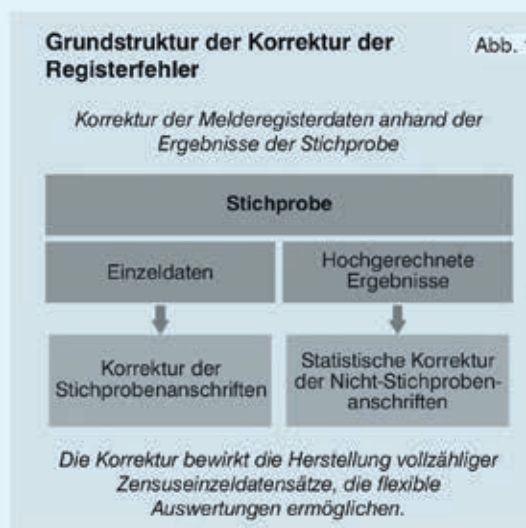 Grundstruktur der Korrektur der
Registerfehler
Abb.
Korrektur der Melderegisterdaten anhand der
Ergebnisse der Stichprobe
Stichprobe
Einzeldaten
Hochgerechnete
Ergebnisse
Korrektur der
Stichprobenanschriften
Statistische Korrektur
der Nicht-Stichproben-
anschriften
Die Korrektur bewirkt die Herstellung vollzähliger
Zensuseinzeldatensätze, die flexible
Auswertungen ermöglichen.